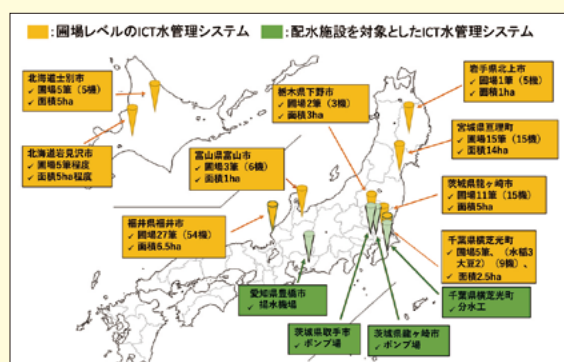 ：圃場レベルのICT水管理システム
：配水施設を対象としたICT水管理システム
北海道士別市
✓ 圃場5筆（5機）
✓ 面積5ha
北海道岩見沢市
✓ 圃場5筆程度
✓ 面積5ha程度
栃木県下野市
✓ 圃場2筆（3機）
✓ 面積3ha
岩手県北上市
✓ 圃場1筆（5機）
✓ 面積1ha
宮城県亘理町
✓ 圃場15筆（15機）
✓ 面積14ha
富山県富山市
✓ 圃場3筆（6機）
✓ 面積1ha
茨城県龍ヶ崎市
✓ 圃場11筆（15機）
✓ 面積5ha
福井県福井市
✓ 圃場27筆（54機）
✓ 面積6.5ha
千葉県横芝光町
✓ 圃場5筆、（水稲3
大豆2）（9機）、
✓ 面積2.5ha
愛知県豊橋市
✓ 揚水機場
茨城県取手市
✓ ポンプ場
茨城県龍ヶ崎市
✓ ポンプ場
千葉県横芝光町
✓ 分水工